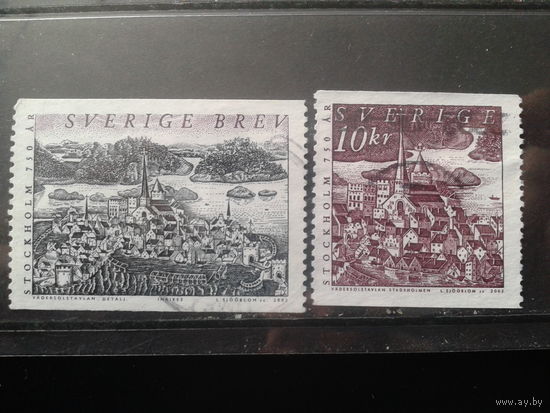 SVERIGE BREV
STOCKHOLM 750 ÅR
VÄDERSOLSTAVLAN DETALJ INRIKES L. SJÖÖBLOM SC. 2002
SVERIGE
10kr
STOCKHOLM 750 ÅR
VÄDERSOLSTAVLAN STADSHOLMEN L. SJÖÖBLOM SC 2002
www.ay.by